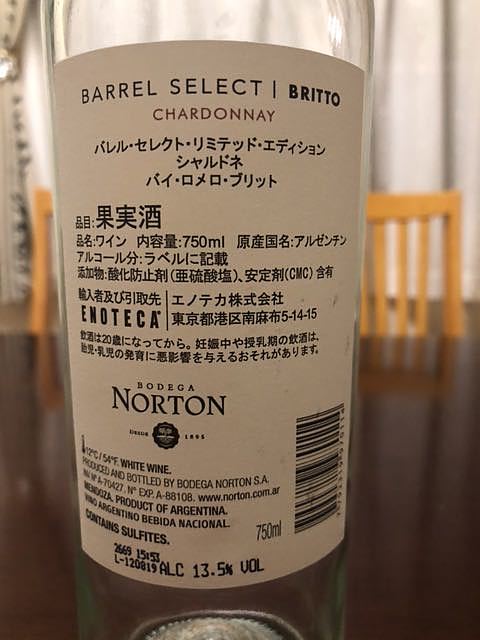 BARREL SELECT | BRITTO
CHARDONNAY
バレル・セレクト・リミテッド・エディション
シャルドネ
バイ・ロメロ・ブリット
品目:果実酒
品名:ワイン 内容量:750ml 原産国名:アルゼンチン
アルコール分:ラベルに記載
添加物:酸化防止剤(亜硫酸塩)、安定剤(CMC)含有
輸入者及び引取先 エノテカ株式会社
ENOTECA 東京都港区南麻布5-14-15
飲酒は20歳になってから。妊娠中や授乳期の飲酒は、
胎児・乳児の発育に悪影響を与えるおそれがあります。
BODEGA
NORTON
DESDE 1895
12°C / 54°F. WHITE WINE.
PRODUCED AND BOTTLED BY BODEGA NORTON S.A.
INV N° A-70427, N° EXP. A-88108. www.norton.com.ar
MENDOZA. PRODUCT OF ARGENTINA.
VINO ARGENTINO BEBIDA NACIONAL.
CONTAINS SULFITES.
750ml
2669 15:53
L-120819 ALC 13.5% VOL